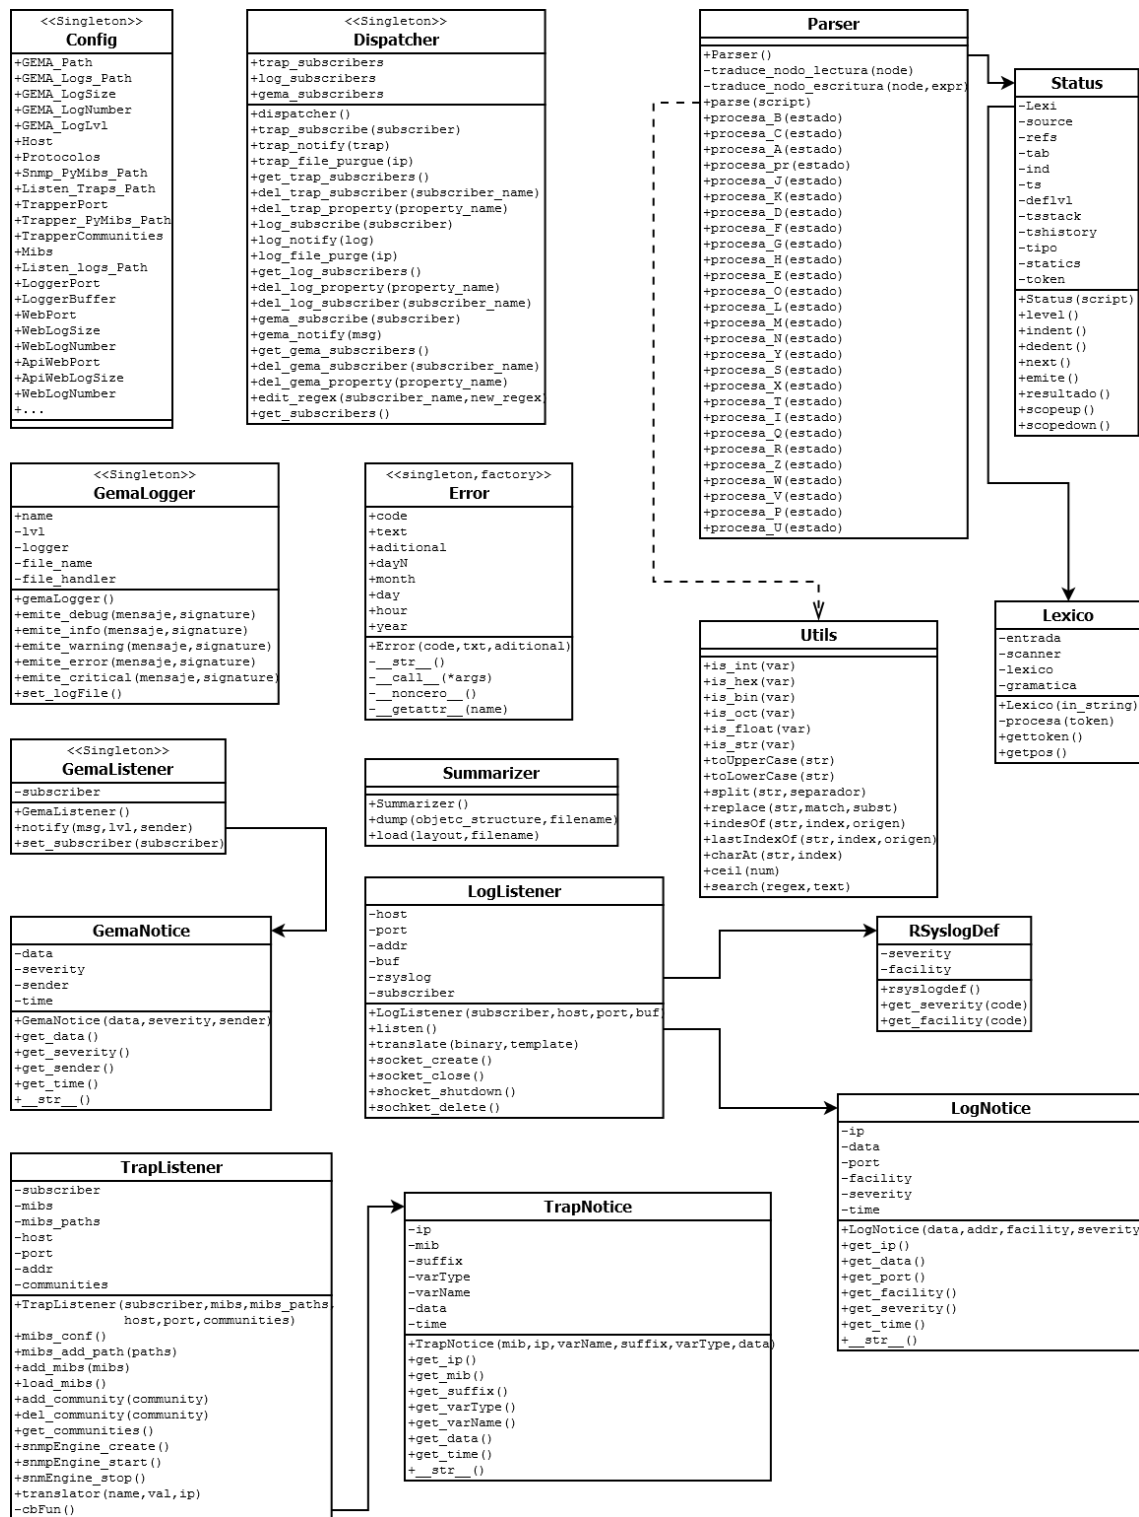 <<Singleton>>
Config
+GEMA_Path
+GEMA_Logs_Path
+GEMA_LogSize
+GEMA_LogNumber
+GEMA_LogLvl
+Host
+Protocolos
+Snmp_PyMibs_Path
+Listen_Traps_Path
+TrapperPort
+Trapper_PyMibs_Path
+TrapperCommunities
+Mibs
+Listen_logs_Path
+LoggerPort
+LoggerBuffer
+WebPort
+WebLogSize
+WebLogNumber
+ApiWebPort
+ApiWebLogSize
+WebLogNumber
+...
<<Singleton>>
Dispatcher
+trap_subscribers
+log_subscribers
+gema_subscribers
+dispatcher()
+trap_subscribe(subscriber)
+trap_notify(trap)
+trap_file_purgue(ip)
+get_trap_subscribers()
+del_trap_subscriber(subscriber_name)
+del_trap_property(property_name)
+log_subscribe(subscriber)
+log_notify(log)
+log_file_purge(ip)
+get_log_subscribers()
+del_log_property(property_name)
+del_log_subscriber(subscriber_name)
+gema_subscribe(subscriber)
+gema_notify(msg)
+get_gema_subscribers()
+del_gema_subscriber(subscriber_name)
+del_gema_property(property_name)
+edit_regex(subscriber_name,new_regex)
+get_subscribers()
Parser
+Parser()
-traduce_nodo_lectura(node)
-traduce_nodo_escritura(node,expr)
+parse(script)
+procesa_B(estado)
+procesa_C(estado)
+procesa_A(estado)
+procesa_pr(estado)
+procesa_J(estado)
+procesa_K(estado)
+procesa_D(estado)
+procesa_F(estado)
+procesa_G(estado)
+procesa_H(estado)
+procesa_E(estado)
+procesa_O(estado)
+procesa_L(estado)
+procesa_M(estado)
+procesa_N(estado)
+procesa_Y(estado)
+procesa_S(estado)
+procesa_X(estado)
+procesa_T(estado)
+procesa_I(estado)
+procesa_Q(estado)
+procesa_R(estado)
+procesa_Z(estado)
+procesa_W(estado)
+procesa_V(estado)
+procesa_P(estado)
+procesa_U(estado)
Status
-Lexi
-source
-refs
-tab
-ind
-ts
-deflvl
-tsstack
-tshistory
-tipo
-statics
-token
+Status(script)
+level()
+indent()
+dedent()
+next()
+emite()
+resultado()
+scopeup()
+scopedown()
<<Singleton>>
GemaLogger
+name
-lvl
-logger
-file_name
-file_handler
+gemaLogger()
+emite_debug(mensaje,signature)
+emite_info(mensaje,signature)
+emite_warning(mensaje,signature)
+emite_error(mensaje,signature)
+emite_critical(mensaje,signature)
+set_logFile()
<<singleton,factory>>
Error
+code
+text
+aditional
+dayN
+month
+day
+hour
+year
+Error(code,txt,aditional)
-__str__()
-__call__(*args)
-__noncero__()
-__getattr__(name)
Utils
+is_int(var)
+is_hex(var)
+is_bin(var)
+is_oct(var)
+is_float(var)
+is_str(var)
+toUpperCase(str)
+toLowerCase(str)
+split(str,separador)
+replace(str,match,subst)
+indesOf(str,index,origen)
+lastIndexOf(str,index,origen)
+charAt(str,index)
+ceil(num)
+search(regex,text)
Lexico
-entrada
-scanner
-lexico
-gramatica
+Lexico(in_string)
-procesa(token)
+gettoken()
+getpos()
<<Singleton>>
GemaListener
-subscriber
+GemaListener()
+notify(msg,lvl,sender)
+set_subscriber(subscriber)
Summarizer
+Summarizer()
+dump(objetc_structure,filename)
+load(layout,filename)
GemaNotice
-data
-severity
-sender
-time
+GemaNotice(data,severity,sender)
+get_data()
+get_severity()
+get_sender()
+get_time()
+__str__()
LogListener
-host
-port
-addr
-buf
-rsyslog
-subscriber
+LogListener(subscriber,host,port,buf)
+listen()
+translate(binary,template)
+socket_create()
+socket_close()
+shocket_shutdown()
+sochket_delete()
RSyslogDef
-severity
-facility
+rsyslogdef()
+get_severity(code)
+get_facility(code)
LogNotice
-ip
-data
-port
-facility
-severity
-time
+LogNotice(data,addr,facility,severity
+get_ip()
+get_data()
+get_port()
+get_facility()
+get_severity()
+get_time()
+__str__()
TrapListener
-subscriber
-mibs
-mibs_paths
-host
-port
-addr
-communities
+TrapListener(subscriber,mibs,mibs_paths,
host,port,communities)
+mibs_conf()
+mibs_add_path(paths)
+add_mibs(mibs)
+load_mibs()
+add_community(community)
+del_community(community)
+get_communities()
+snmpEngine_create()
+snmpEngine_start()
+snmEngine_stop()
+translator(name,val,ip)
-cbFun()
TrapNotice
-ip
-mib
-suffix
-varType
-varName
-data
-time
+TrapNotice(mib,ip,varName,suffix,varType,data)
+get_ip()
+get_mib()
+get_suffix()
+get_varType()
+get_varName()
+get_data()
+get_time()
+__str__()